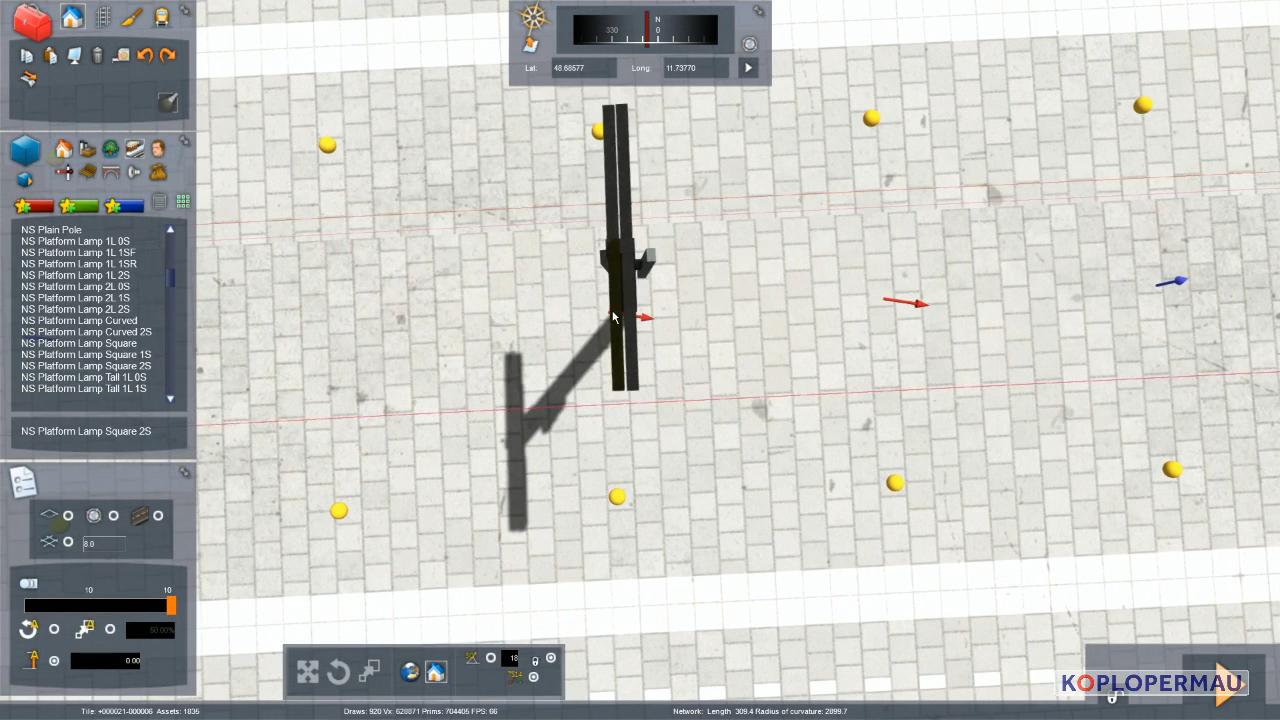 N
330
0
Lat:
48.68577
Long:
11.73770
NS Plain Pole
NS Platform Lamp 1L 0S
NS Platform Lamp 1L 1SF
NS Platform Lamp 1L 1SR
NS Platform Lamp 1L 2S
NS Platform Lamp 2L 0S
NS Platform Lamp 2L 1S
NS Platform Lamp 2L 2S
NS Platform Lamp Curved
NS Platform Lamp Curved 2S
NS Platform Lamp Square
NS Platform Lamp Square 1S
NS Platform Lamp Square 2S
NS Platform Lamp Tall 1L 0S
NS Platform Lamp Tall 1L 1S
NS Platform Lamp Square 2S
8.0
10
10
50.00%
0.00
18
KOPLOPERMAU
Tile: +000021-000006 Assets: 1835
Draws: 920 Vx: 628871 Prims: 704405 FPS: 66
Network: Length 309.4 Radius of curvature: 2899.7